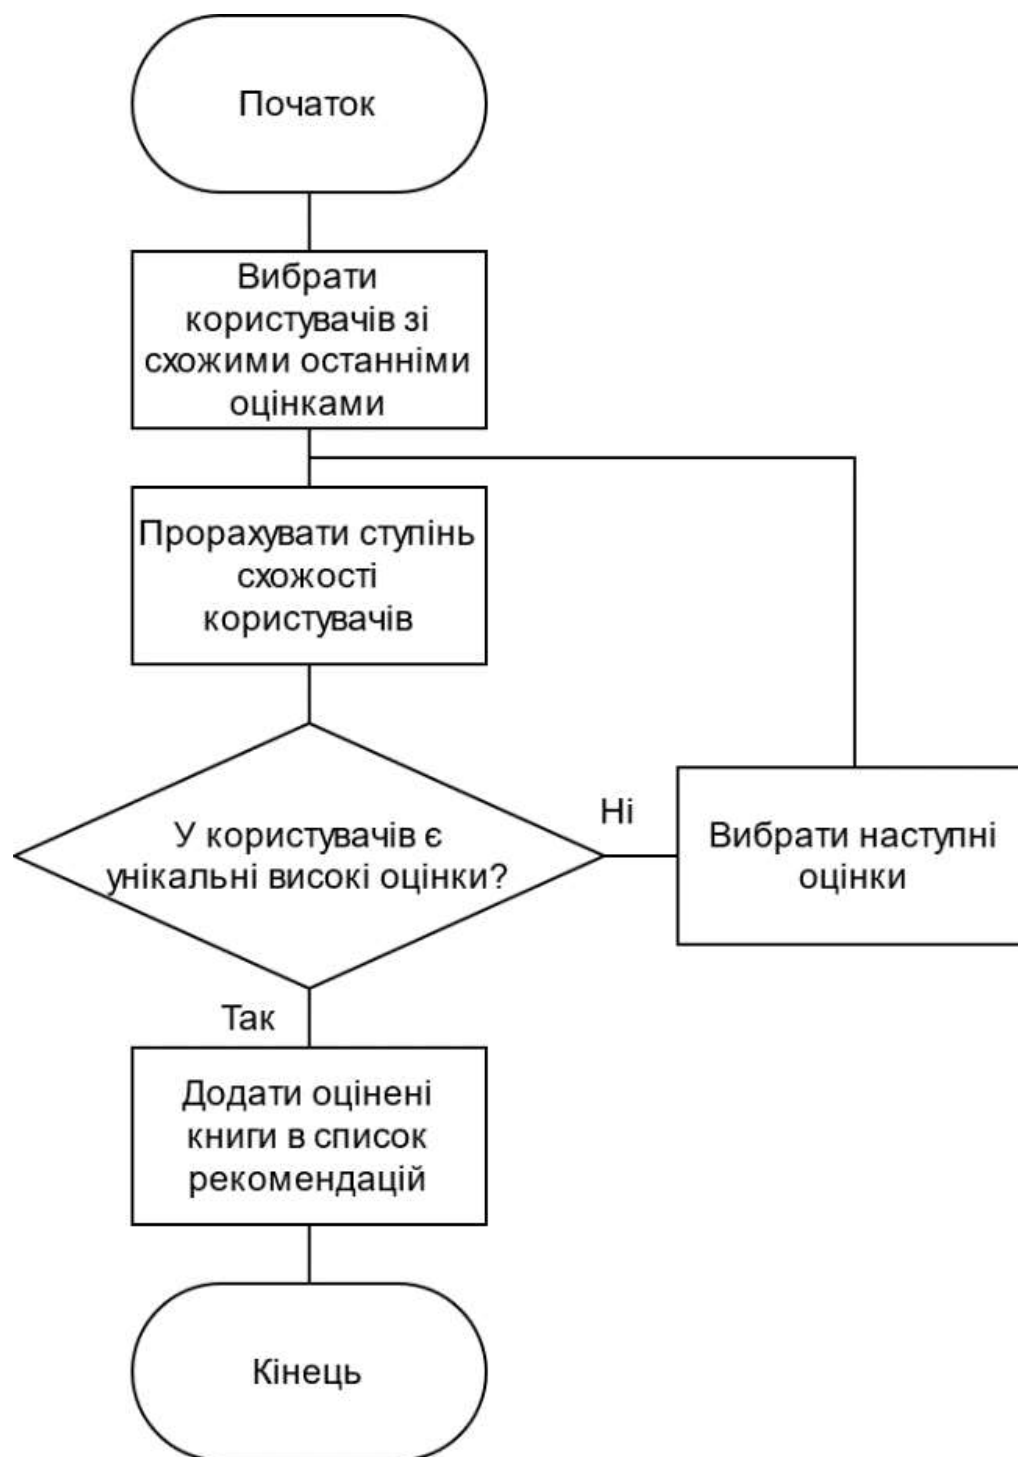 Початок
Вибрати
користувачів зі
схожими останніми
оцінками
Прорахувати ступінь
схожості
користувачів
У користувачів є
унікальні високі оцінки?
Ні
Вибрати наступні
оцінки
Так
Додати оцінені
книги в список
рекомендацій
Кінець